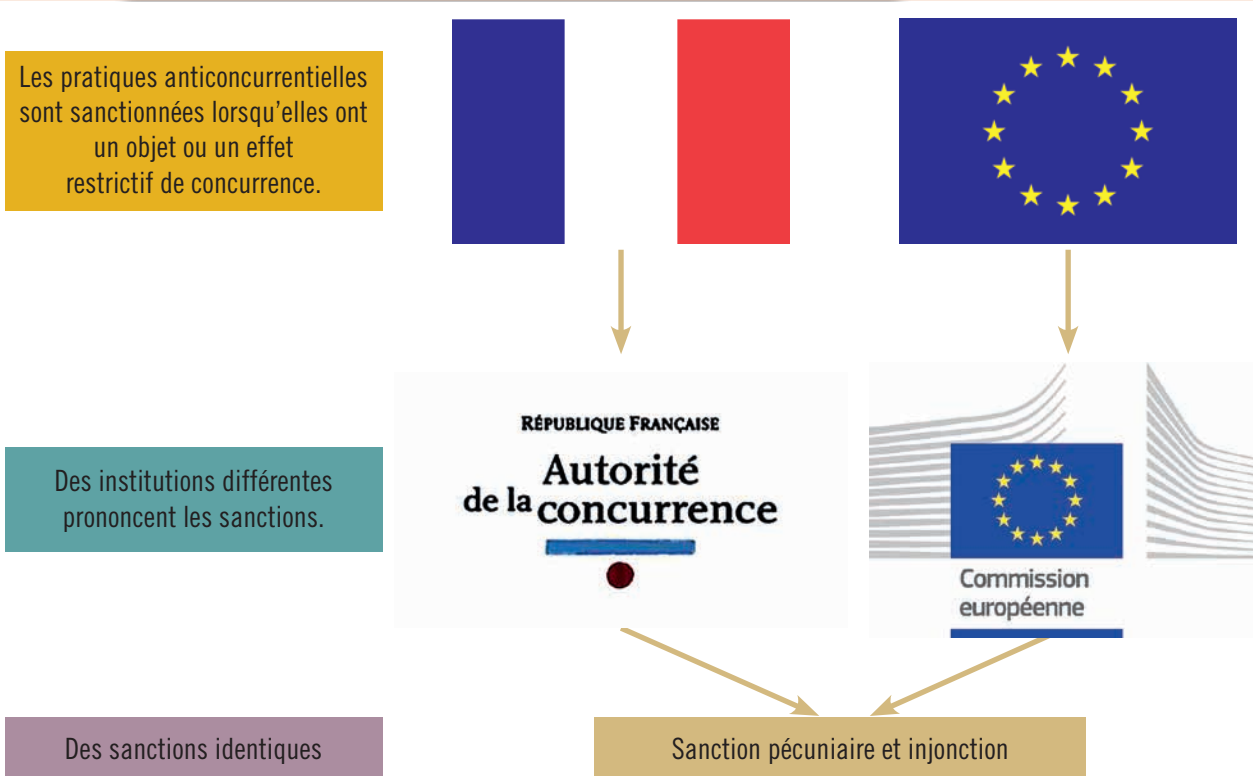 Les pratiques anticoncurrentielles
sont sanctionnées lorsqu'elles ont
un objet ou un effet
restrictif de concurrence.
RÉPUBLIQUE FRANÇAISE
Autorité
de la concurrence
Commission
européenne
Des institutions différentes
prononcent les sanctions.
Des sanctions identiques
Sanction pécuniaire et injonction